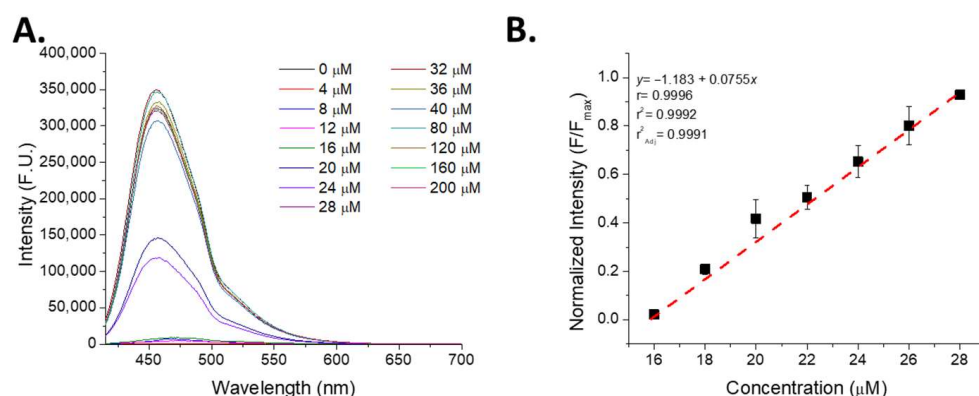 A.
400,000
350,000
300,000
250,000
200,000
150,000
100,000
50,000
0
Intensity (F.U.)
450 500 550 600 650 700
Wavelength (nm)
0 μM
4 μM
8 μM
12 μM
16 μM
20 μM
24 μM
28 μM
32 μM
36 μM
40 μM
80 μM
120 μM
160 μM
200 μM
B.
1.0
0.8
0.6
0.4
0.2
0.0
Normalized Intensity (F/Fmax)
y= −1.183 + 0.0755x
r= 0.9996
r² = 0.9992
r²Adj = 0.9991
16 18 20 22 24 26 28
Concentration (μM)